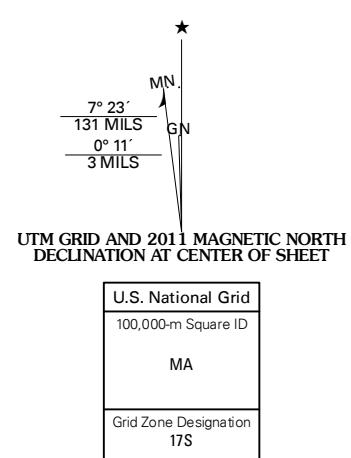 ★
MN
7° 23´
131 MILS
GN
0° 11´
3 MILS
UTM GRID AND 2011 MAGNETIC NORTH
DECLINATION AT CENTER OF SHEET
U.S. National Grid
100,000-m Square ID
MA
Grid Zone Designation
17S